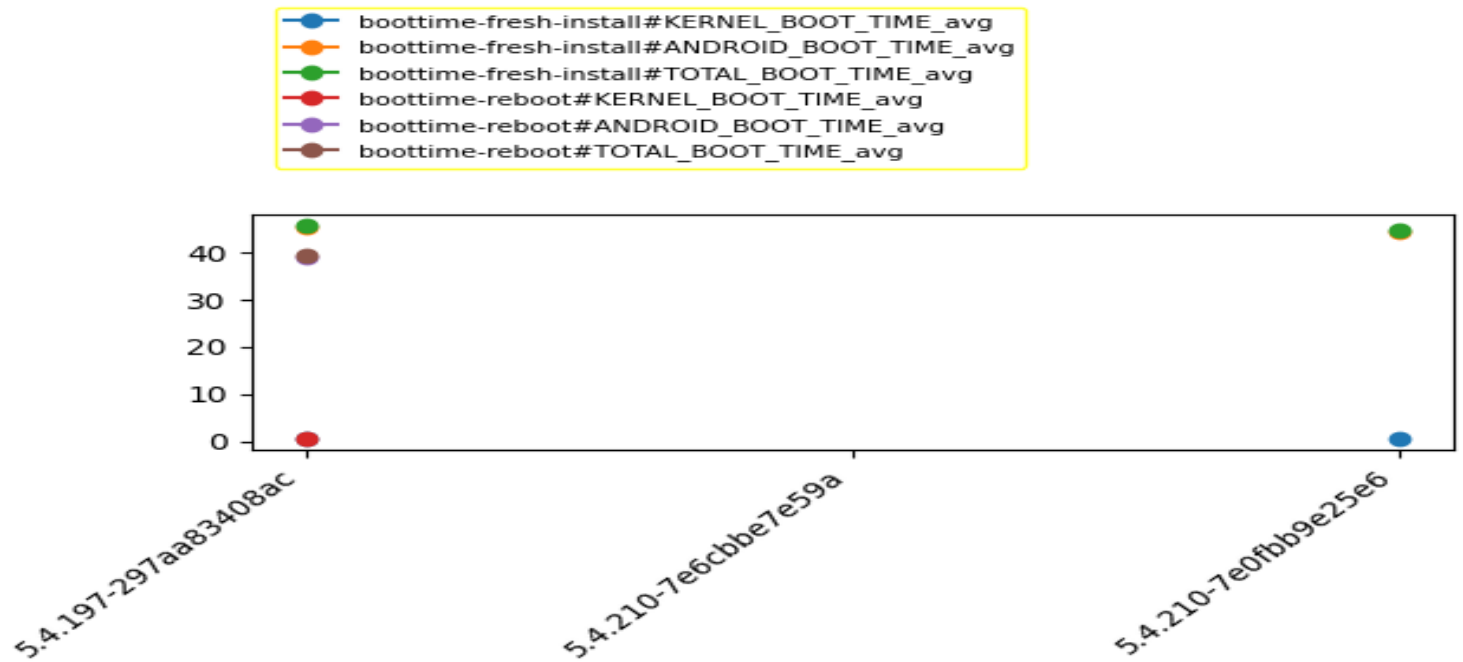 boottime-fresh-install#KERNEL_BOOT_TIME_avg
boottime-fresh-install#ANDROID_BOOT_TIME_avg
boottime-fresh-install#TOTAL_BOOT_TIME_avg
boottime-reboot#KERNEL_BOOT_TIME_avg
boottime-reboot#ANDROID_BOOT_TIME_avg
boottime-reboot#TOTAL_BOOT_TIME_avg
40
30
20
10
0
5.4.197-297aa83408ac
5.4.210-7e6cbbe7e59a
5.4.210-7e0fbb9e25e6